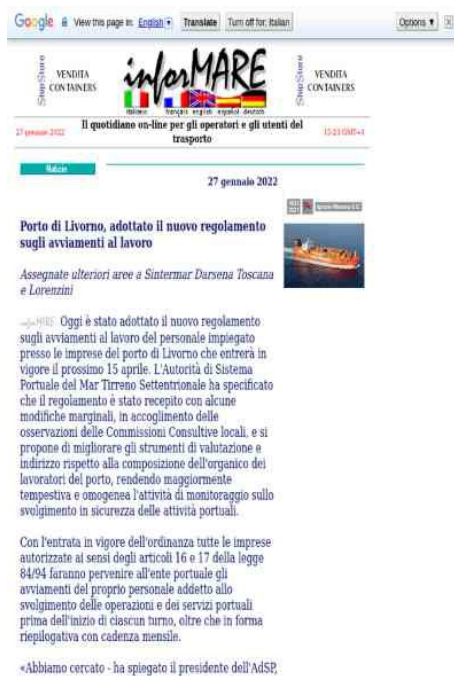 Google View this page in: English Translate Turn off for: Italian Options ▼
ShipStore
VENDITA
CONTAINERS
inforMARE
italiano français english español deutsch
ShipStore
VENDITA
CONTAINERS
27 gennaio 2022
Il quotidiano on-line per gli operatori e gli utenti del
trasporto
15:23 GMT+1
Notizie
27 gennaio 2022
Porto di Livorno, adottato il nuovo regolamento
sugli avviamenti al lavoro
Assegnate ulteriori aree a Sintermar Darsena Toscana
e Lorenzini
inforMARE Oggi è stato adottato il nuovo regolamento
sugli avviamenti al lavoro del personale impiegato
presso le imprese del porto di Livorno che entrerà in
vigore il prossimo 15 aprile. L'Autorità di Sistema
Portuale del Mar Tirreno Settentrionale ha specificato
che il regolamento è stato recepito con alcune
modifiche marginali, in accoglimento delle
osservazioni delle Commissioni Consultive locali, e si
propone di migliorare gli strumenti di valutazione e
indirizzo rispetto alla composizione dell'organico dei
lavoratori del porto, rendendo maggiormente
tempestiva e omogenea l'attività di monitoraggio sullo
svolgimento in sicurezza delle attività portuali.
Con l'entrata in vigore dell'ordinanza tutte le imprese
autorizzate ai sensi degli articoli 16 e 17 della legge
84/94 faranno pervenire all'ente portuale gli
avviamenti del proprio personale addetto allo
svolgimento delle operazioni e dei servizi portuali
prima dell'inizio di ciascun turno, oltre che in forma
riepilogativa con cadenza mensile.
«Abbiamo cercato - ha spiegato il presidente dell'AdSP,